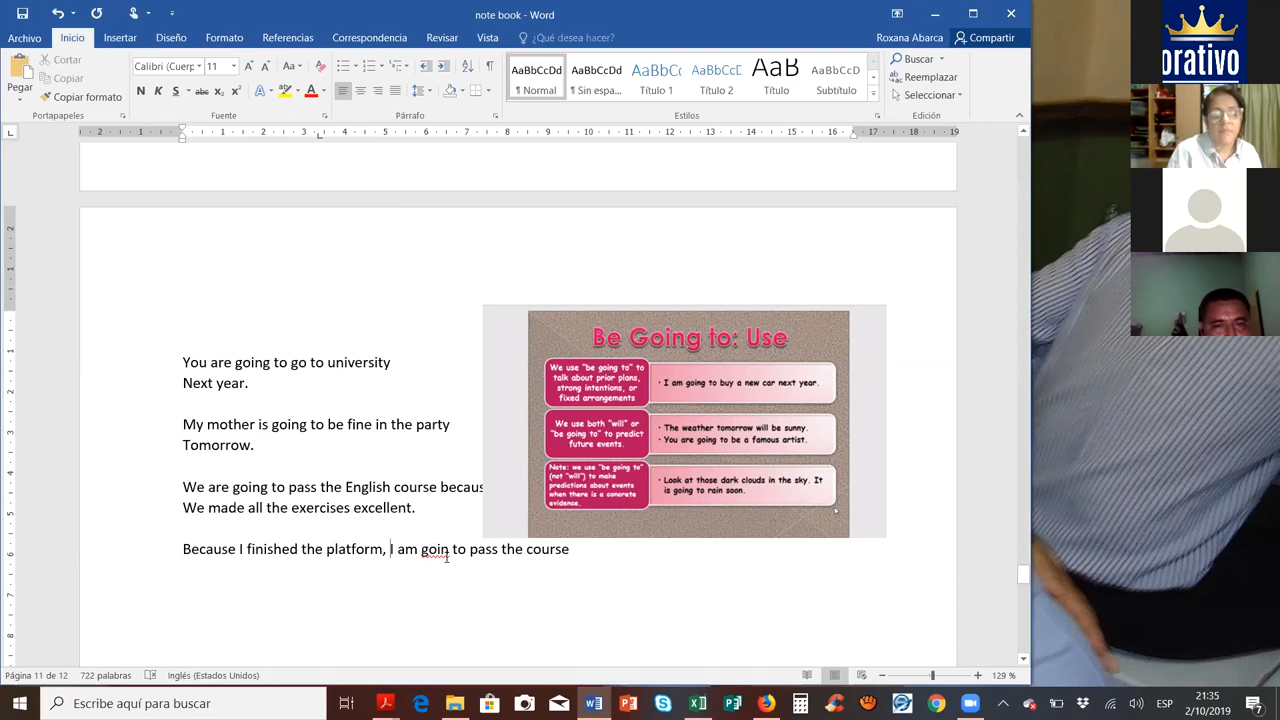 note book - Word
Archivo Inicio Insertar Diseño Formato Referencias Correspondencia Revisar Vista ¿Qué desea hacer? Roxana Abarca Compartir
Pegar
Cortar
Copiar
Copiar formato
Portapapeles
Calibri (Cuerp 11
Fuente
Párrafo
AaBbCcDd AaBbCcDd AaBbCc AaBbCcD AaB AaBbCcD
¶ Normal ¶ Sin espa... Título 1 Título 2 Título Subtítulo
Estilos
Buscar
Reemplazar
Seleccionar
Edición
orativo
You are going to go to university
Next year.
My mother is going to be fine in the party
Tomorrow.
We are going to pass the English course becaus
We made all the exercises excellent.
Because I finished the platform, I am goin to pass the course
Be Going to: Use
We use "be going to" to
talk about prior plans,
strong intentions, or
fixed arrangements
· I am going to buy a new car next year.
We use both "will" or
"be going to" to predict
future events.
· The weather tomorrow will be sunny.
· You are going to be a famous artist.
Note: we use "be going to"
(not "will") to make
predictions about events
when there is a concrete
evidence.
· Look at those dark clouds in the sky. It
is going to rain soon.
Página 11 de 12 722 palabras Inglés (Estados Unidos) 129 %
Escribe aquí para buscar
ESP
21:35
2/10/2019